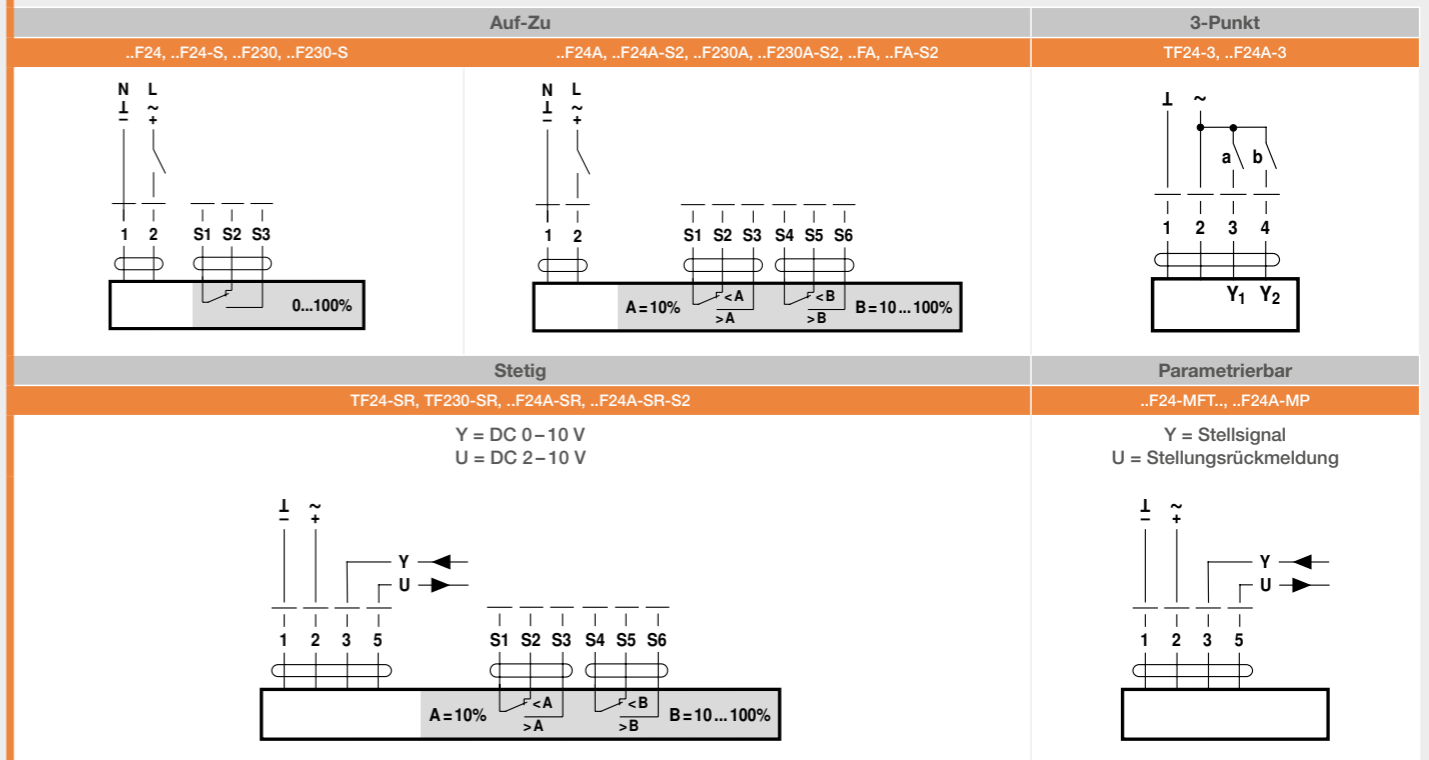 Auf-Zu
3-Punkt
..F24, ..F24-S, ..F230, ..F230-S
..F24A, ..F24A-S2, ..F230A, ..F230A-S2, ..FA, ..FA-S2
TF24-3, ..F24A-3
N L
⊥ ~
– +
1 2 S1 S2 S3
0...100%
N L
⊥ ~
– +
1 2 S1 S2 S3 S4 S5 S6
A=10% <A >A <B >B B=10...100%
⊥ ~
a b
1 2 3 4
Y1 Y2
Stetig
Parametrierbar
TF24-SR, TF230-SR, ..F24A-SR, ..F24A-SR-S2
..F24-MFT.., ..F24A-MP
Y = DC 0–10 V
U = DC 2–10 V
Y = Stellsignal
U = Stellungsrückmeldung
⊥ ~
– +
Y
U
1 2 3 5 S1 S2 S3 S4 S5 S6
A=10% <A >A <B >B B=10...100%
⊥ ~
– +
Y
U
1 2 3 5